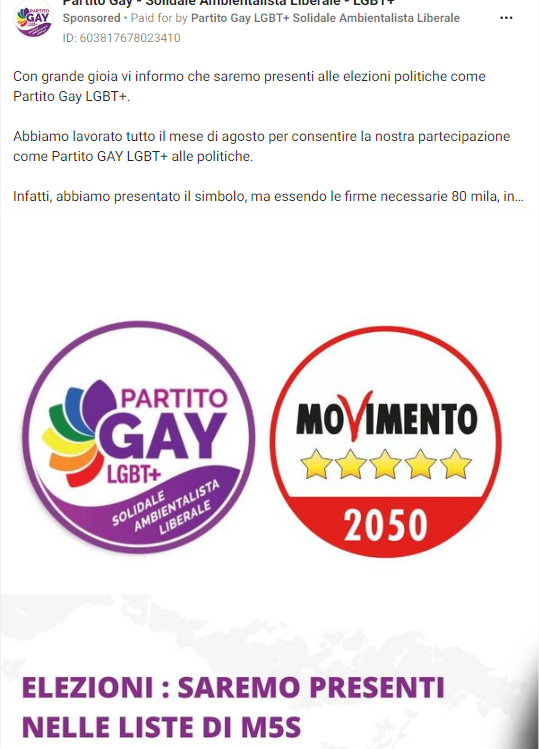 Partito Gay - Solidale Ambientalista Liberale - LGBT+
Sponsored • Paid for by Partito Gay LGBT+ Solidale Ambientalista Liberale
ID: 603817678023410
Con grande gioia vi informo che saremo presenti alle elezioni politiche come
Partito Gay LGBT+.
Abbiamo lavorato tutto il mese di agosto per consentire la nostra partecipazione
come Partito GAY LGBT+ alle politiche.
Infatti, abbiamo presentato il simbolo, ma essendo le firme necessarie 80 mila, in...
PARTITO
GAY
LGBT+
SOLIDALE
AMBIENTALISTA
LIBERALE
MOVIMENTO
2050
ELEZIONI : SAREMO PRESENTI
NELLE LISTE DI M5S